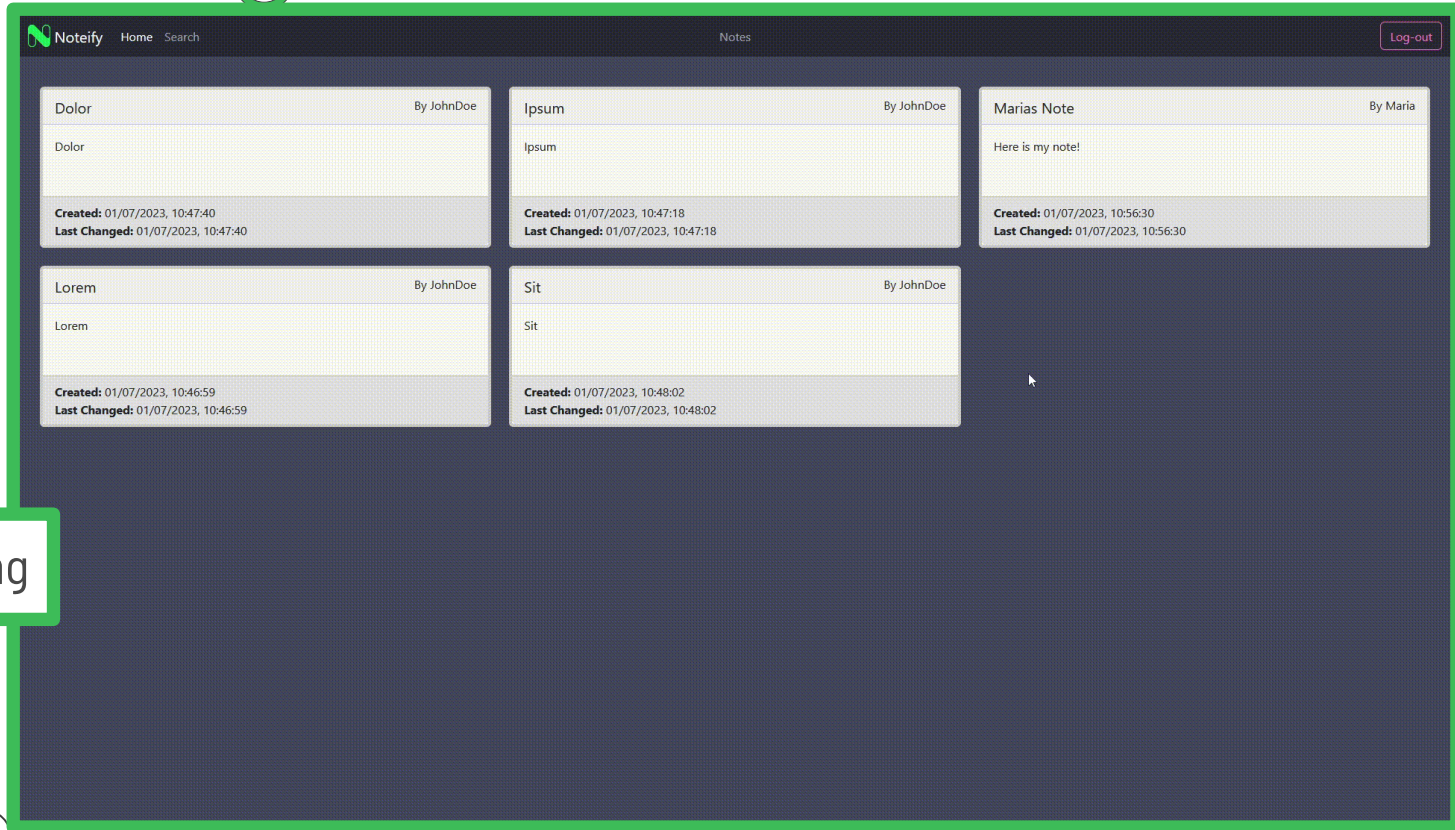 Noteify Home Search Notes Log-out
Dolor By JohnDoe
Dolor
Created: 01/07/2023, 10:47:40
Last Changed: 01/07/2023, 10:47:40
Ipsum By JohnDoe
Ipsum
Created: 01/07/2023, 10:47:18
Last Changed: 01/07/2023, 10:47:18
Marias Note By Maria
Here is my note!
Created: 01/07/2023, 10:56:30
Last Changed: 01/07/2023, 10:56:30
Lorem By JohnDoe
Lorem
Created: 01/07/2023, 10:46:59
Last Changed: 01/07/2023, 10:46:59
Sit By JohnDoe
Sit
Created: 01/07/2023, 10:48:02
Last Changed: 01/07/2023, 10:48:02